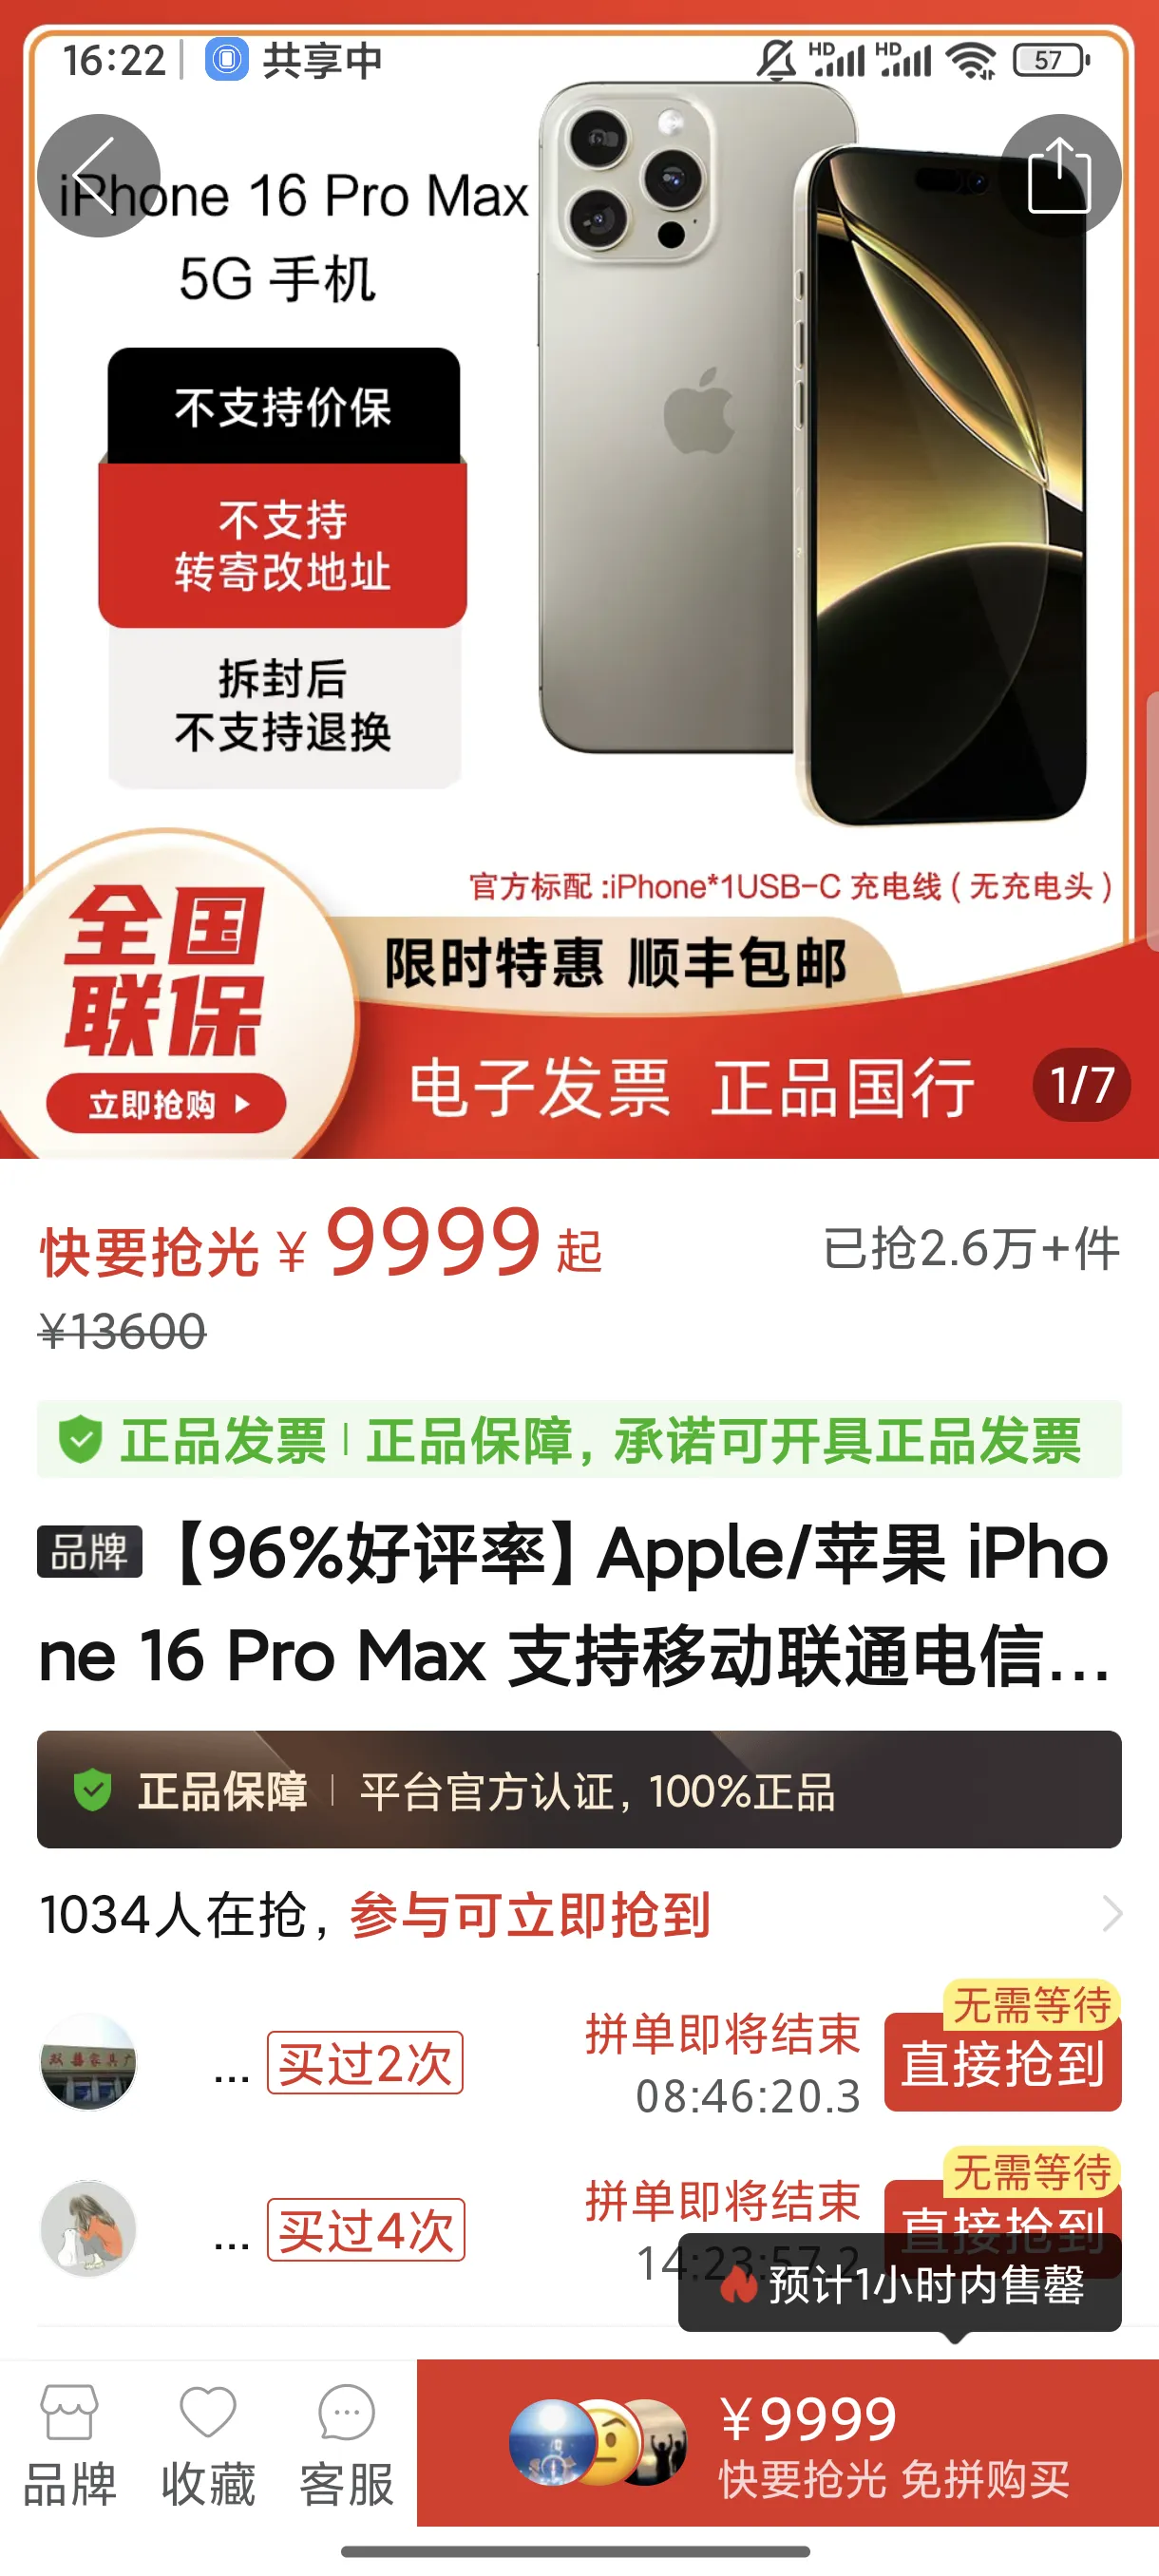 16:22
共享中
HD
HD
57
iPhone 16 Pro Max
5G 手机
不支持价保
不支持
转寄改地址
拆封后
不支持退换
官方标配 :iPhone*1USB-C 充电线 ( 无充电头 )
全国
联保
限时特惠 顺丰包邮
立即抢购
电子发票 正品国行
1/7
快要抢光 ¥ 9999 起
已抢2.6万+件
¥13600
正品发票 | 正品保障, 承诺可开具正品发票
品牌 【96%好评率】Apple/苹果 iPho
ne 16 Pro Max 支持移动联通电信...
正品保障 | 平台官方认证, 100%正品
1034人在抢, 参与可立即抢到
无需等待
... 买过2次
拼单即将结束
08:46:20.3
直接抢到
无需等待
... 买过4次
拼单即将结束
14:23:57.2
直接抢到
预计1小时内售罄
品牌
收藏
客服
¥9999
快要抢光 免拼购买